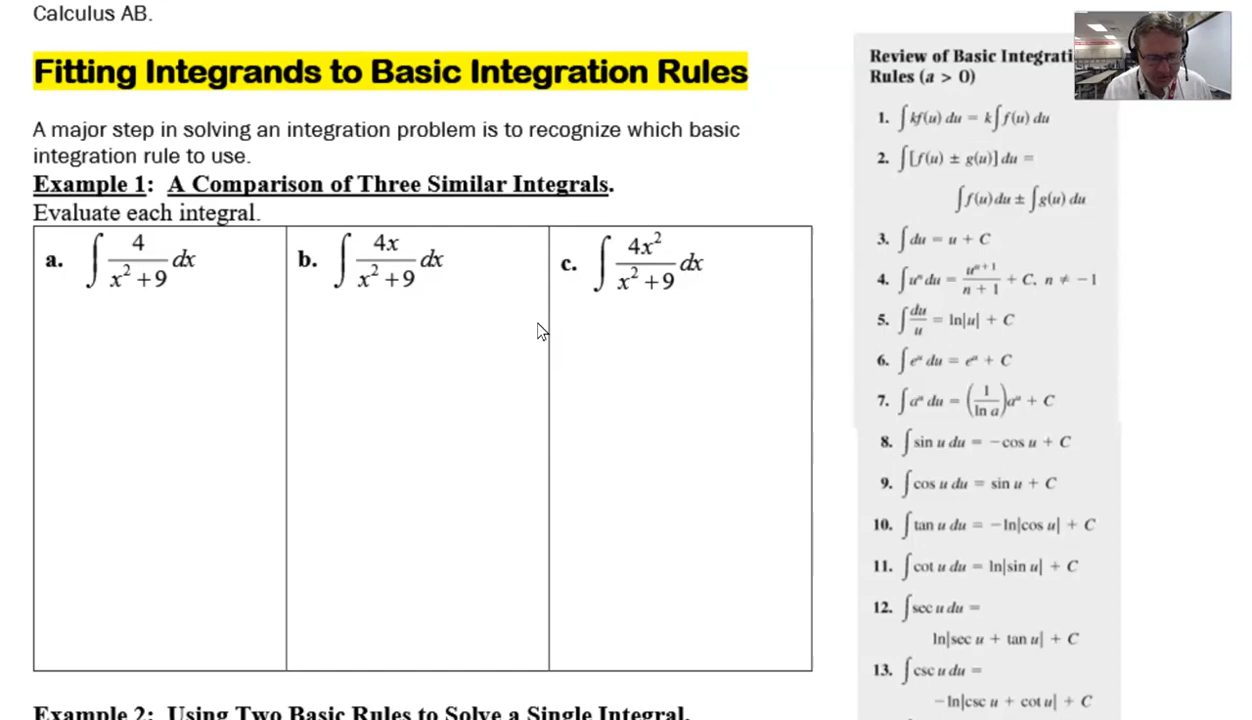 Calculus AB.
Fitting Integrands to Basic Integration Rules
A major step in solving an integration problem is to recognize which basic
integration rule to use.
Example 1: A Comparison of Three Similar Integrals.
Evaluate each integral.
a. ∫ 4/(x² + 9) dx
b. ∫ 4x/(x² + 9) dx
c. ∫ 4x²/(x² + 9) dx
Example 2: Using Two Basic Rules to Solve a Single Integral.
Review of Basic Integrati
Rules (a > 0)
1. ∫kf(u) du = k∫f(u) du
2. ∫[f(u) ± g(u)] du =
∫f(u) du ± ∫g(u) du
3. ∫du = u + C
4. ∫uⁿ du = uⁿ⁺¹/(n + 1) + C, n ≠ −1
5. ∫du/u = ln|u| + C
6. ∫eᵘ du = eᵘ + C
7. ∫aᵘ du = (1/ln a)aᵘ + C
8. ∫sin u du = −cos u + C
9. ∫cos u du = sin u + C
10. ∫tan u du = −ln|cos u| + C
11. ∫cot u du = ln|sin u| + C
12. ∫sec u du =
ln|sec u + tan u| + C
13. ∫csc u du =
−ln|csc u + cot u| + C